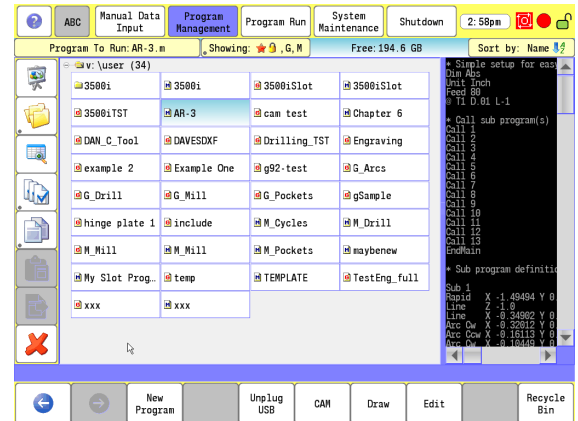 ABC
Manual Data Input
Program Management
Program Run
System Maintenance
Shutdown
2:58pm
Program To Run: AR-3.m
Showing: , G, M
Free: 194.6 GB
Sort by: Name
v: \user (34)
3500i
3500i
3500iSlot
3500iSlot
3500iTST
AR-3
cam test
Chapter 6
DAN_C_Tool
DAVESDXF
Drilling_TST
Engraving
example 2
Example One
g92-test
G_Arcs
G_Drill
G_Mill
G_Pockets
gSample
hinge plate 1
include
M_Cycles
M_Drill
M_Mill
M_Mill
M_Pockets
maybenew
My Slot Prog…
temp
TEMPLATE
TestEng_full
xxx
xxx
* Simple setup for easy
Dim Abs
Unit Inch
Feed 80
@ T1 D.01 L-1
* Call sub program(s)
Call 1
Call 2
Call 3
Call 4
Call 5
Call 6
Call 7
Call 8
Call 9
Call 10
Call 11
Call 12
Call 13
EndMain
* Sub program definitio
Sub 1
Rapid X -1.49494 Y 0.
Line Z -1.0
Line X -0.34902 Y 0.
Arc Cw X -0.32012 Y 0.
Arc Ccw X -0.16113 Y 0.
Arc Cw X -0.10449 Y 0.
New Program
Unplug USB
CAM
Draw
Edit
Recycle Bin